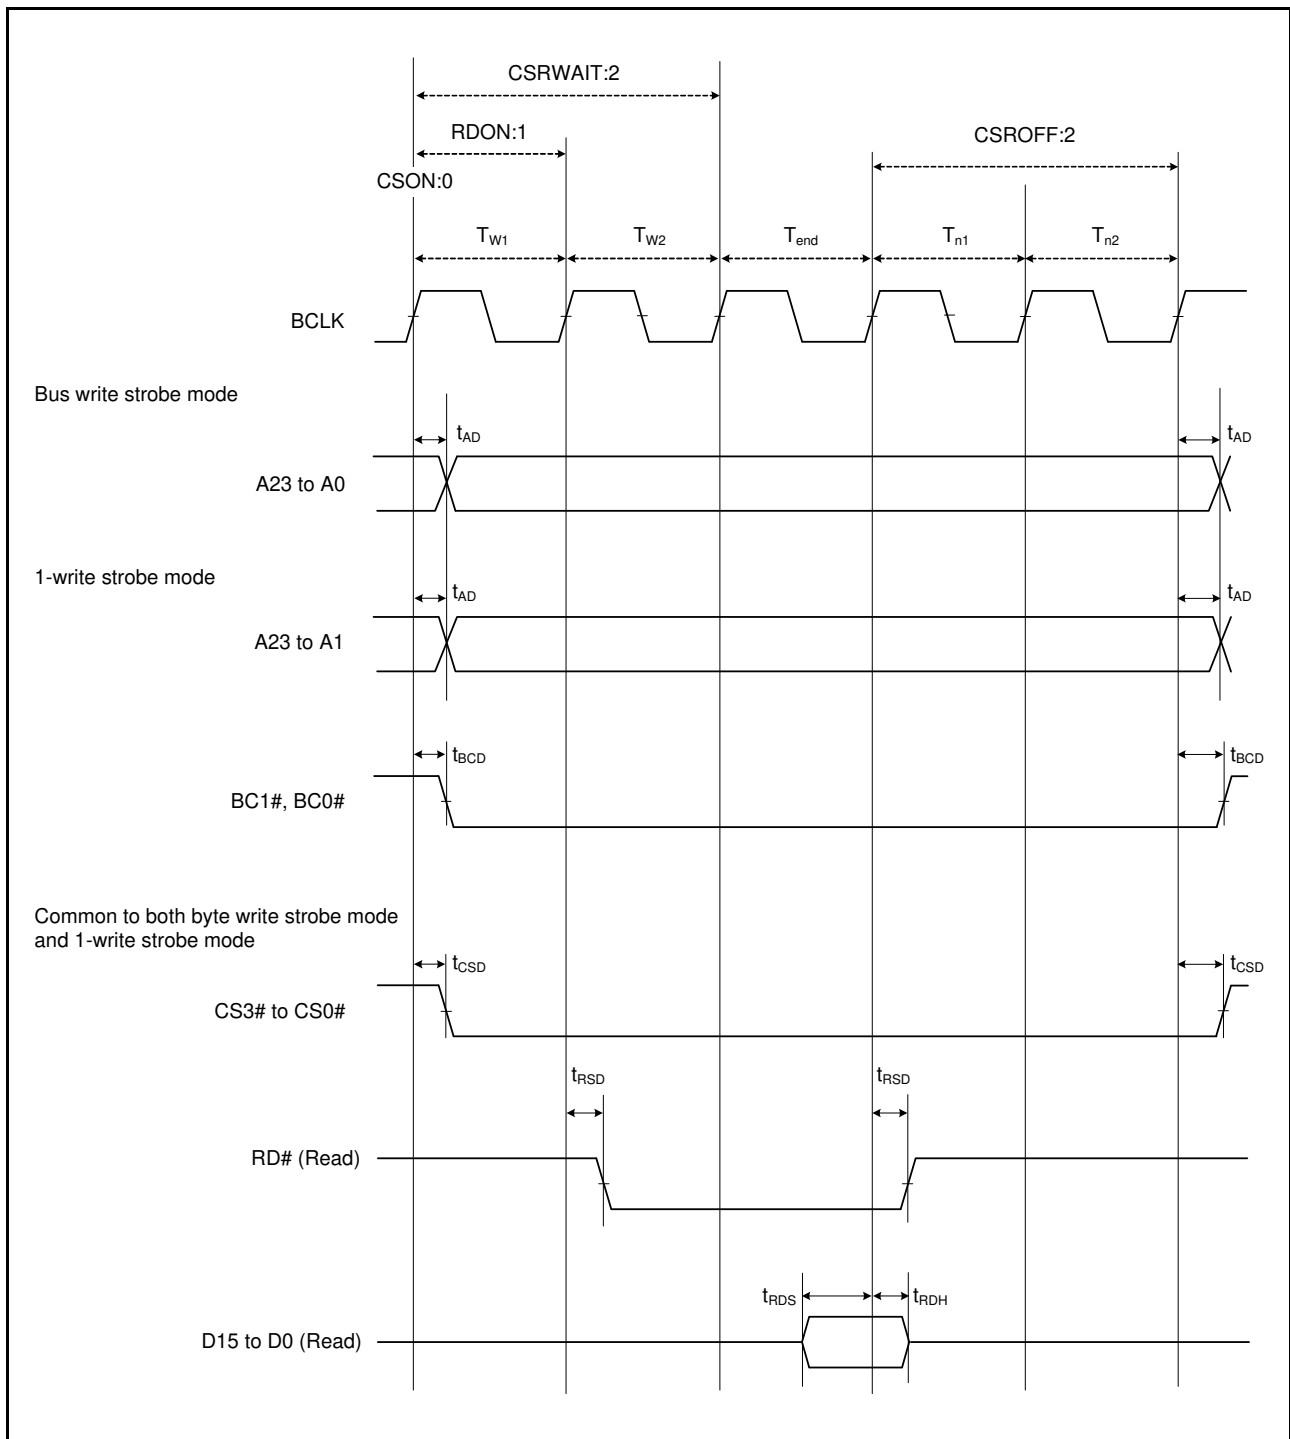 CSRWAIT:2
RDON:1
CSROFF:2
CSON:0
TW1 TW2 Tend Tn1 Tn2
BCLK
Bus write strobe mode
tAD tAD
A23 to A0
1-write strobe mode
tAD tAD
A23 to A1
tBCD tBCD
BC1#, BC0#
Common to both byte write strobe mode
and 1-write strobe mode
tCSD tCSD
CS3# to CS0#
tRSD tRSD
RD# (Read)
tRDS tRDH
D15 to D0 (Read)